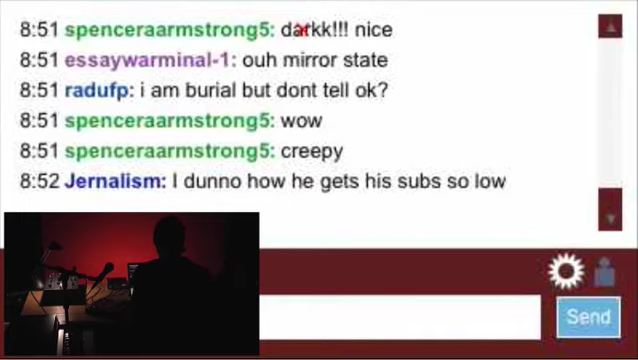 8:51 spenceraarmstrong5: darkk!!! nice
8:51 essaywarminal-1: ouh mirror state
8:51 radufp: i am burial but dont tell ok?
8:51 spenceraarmstrong5: wow
8:51 spenceraarmstrong5: creepy
8:52 Jernalism: I dunno how he gets his subs so low
Send